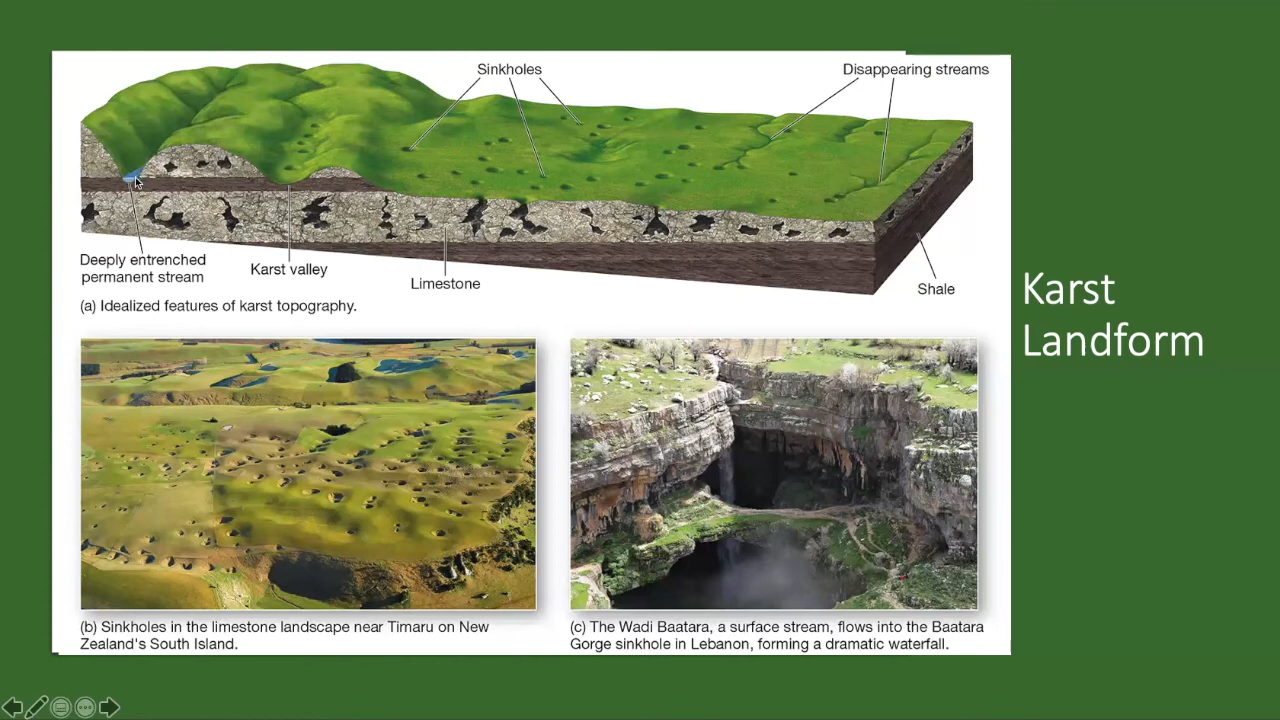 Sinkholes
Disappearing streams
Deeply entrenched
permanent stream
Karst valley
Limestone
Shale
(a) Idealized features of karst topography.
Karst
Landform
(b) Sinkholes in the limestone landscape near Timaru on New
Zealand's South Island.
(c) The Wadi Baatara, a surface stream, flows into the Baatara
Gorge sinkhole in Lebanon, forming a dramatic waterfall.